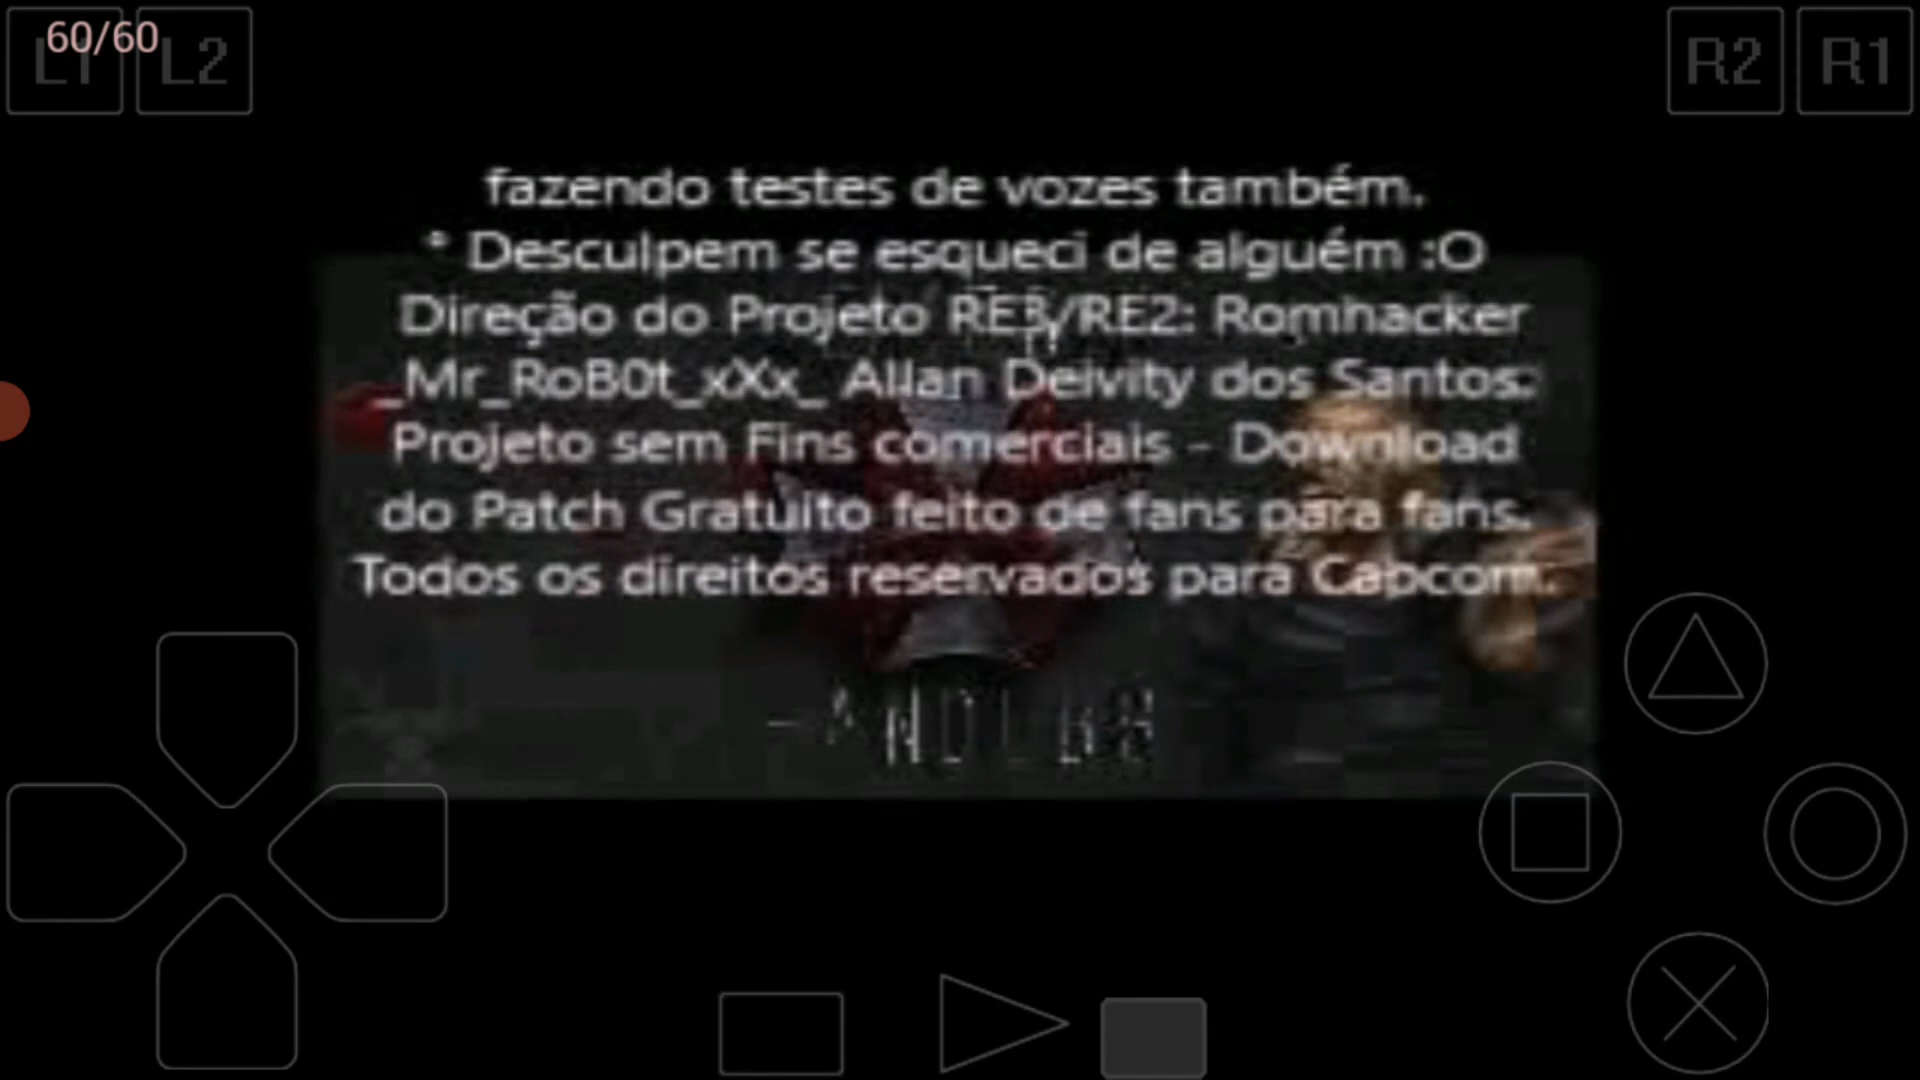 60/60
L1 L2 R2 R1
fazendo testes de vozes também.
* Desculpem se esqueci de alguém :O
Direção do Projeto RE3/RE2: Romhacker
_Mr_RoB0t_xXx_ Allan Deivity dos Santos.
Projeto sem Fins comerciais - Download
do Patch Gratuito feito de fans para fans.
Todos os direitos reservados para Capcom.